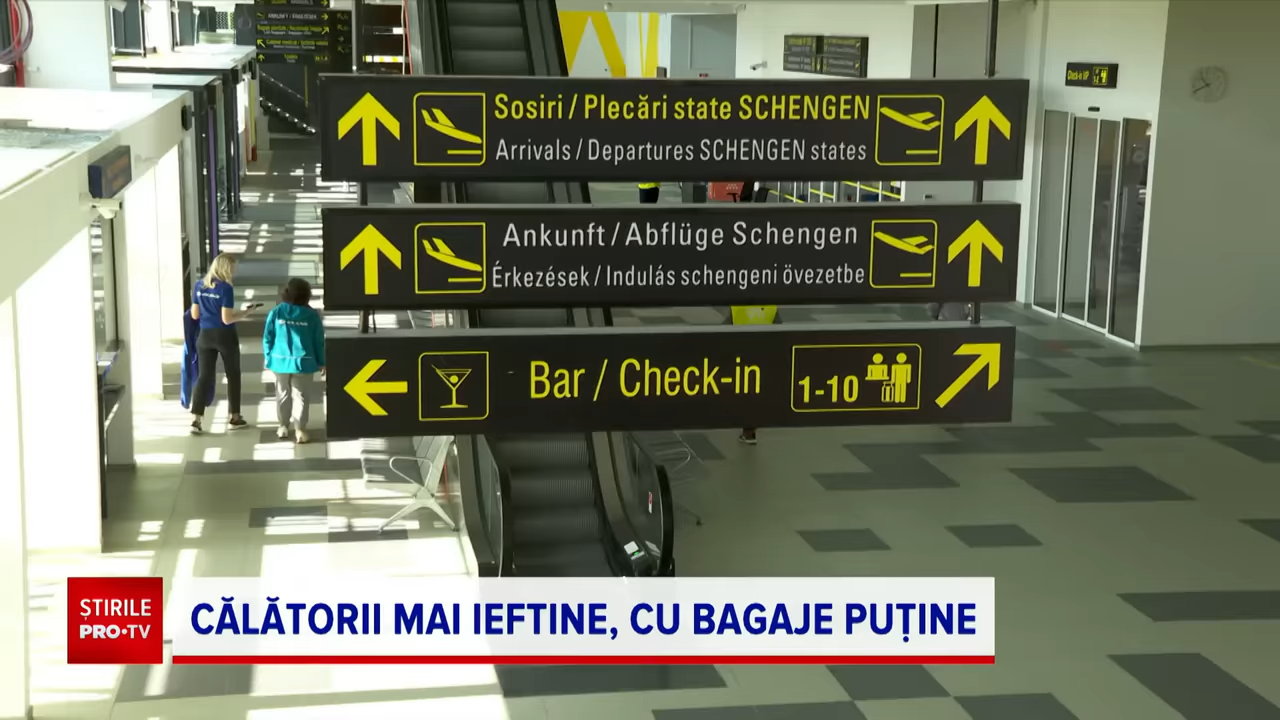 Sosiri / Plecări state SCHENGEN
Arrivals / Departures SCHENGEN states
Ankunft / Abflüge Schengen
Érkezések / Indulás schengeni övezetbe
Bar / Check-in
1-10
Check-in VIP
ȘTIRILE
PRO•TV
CĂLĂTORII MAI IEFTINE, CU BAGAJE PUȚINE